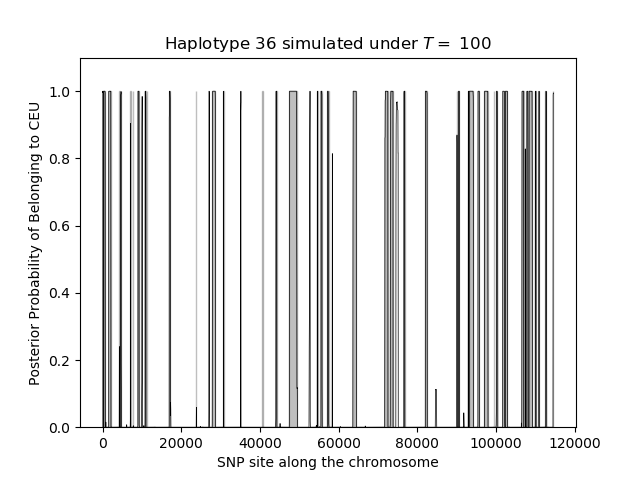 Haplotype 36 simulated under T = 100
Posterior Probability of Belonging to CEU
1.0
0.8
0.6
0.4
0.2
0.0
0 20000 40000 60000 80000 100000 120000
SNP site along the chromosome